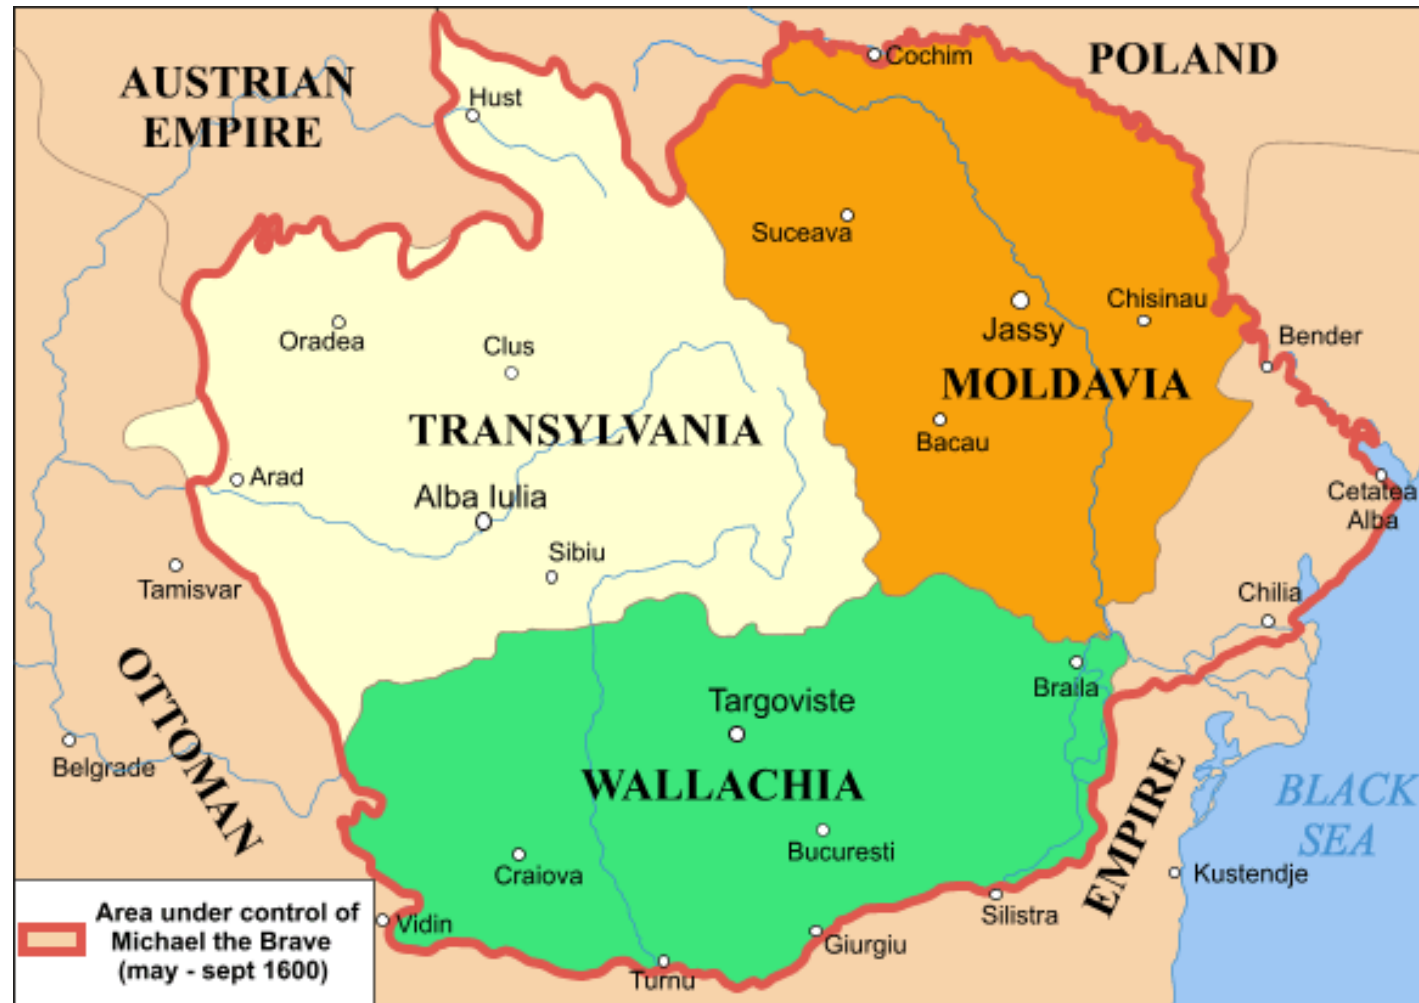 AUSTRIAN
EMPIRE
POLAND
Cochim
Hust
Suceava
Jassy
Chisinau
Bender
MOLDAVIA
Bacau
Oradea
Clus
TRANSYLVANIA
Arad
Alba Iulia
Sibiu
Tamisvar
Cetatea
Alba
Chilia
OTTOMAN
Belgrade
Targoviste
Braila
WALLACHIA
Bucuresti
Craiova
EMPIRE
BLACK
SEA
Kustendje
Silistra
Giurgiu
Vidin
Turnu
Area under control of
Michael the Brave
(may - sept 1600)